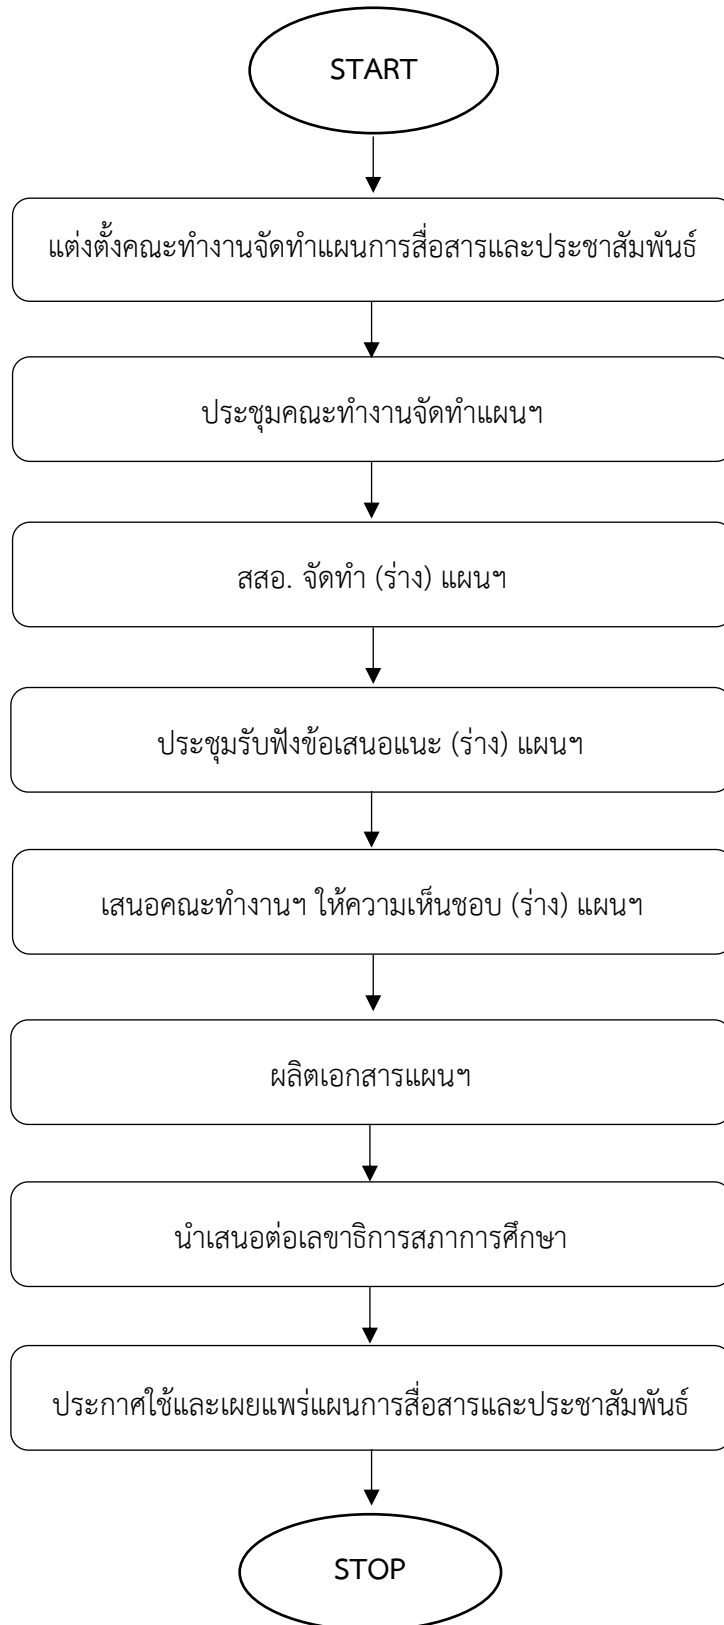 START
แต่งตั้งคณะทำงานจัดทำแผนการสื่อสารและประชาสัมพันธ์
ประชุมคณะทำงานจัดทำแผนฯ
สสอ. จัดทำ (ร่าง) แผนฯ
ประชุมรับฟังข้อเสนอแนะ (ร่าง) แผนฯ
เสนอคณะทำงานฯ ให้ความเห็นชอบ (ร่าง) แผนฯ
ผลิตเอกสารแผนฯ
นำเสนอต่อเลขาธิการสภาการศึกษา
ประกาศใช้และเผยแพร่แผนการสื่อสารและประชาสัมพันธ์
STOP